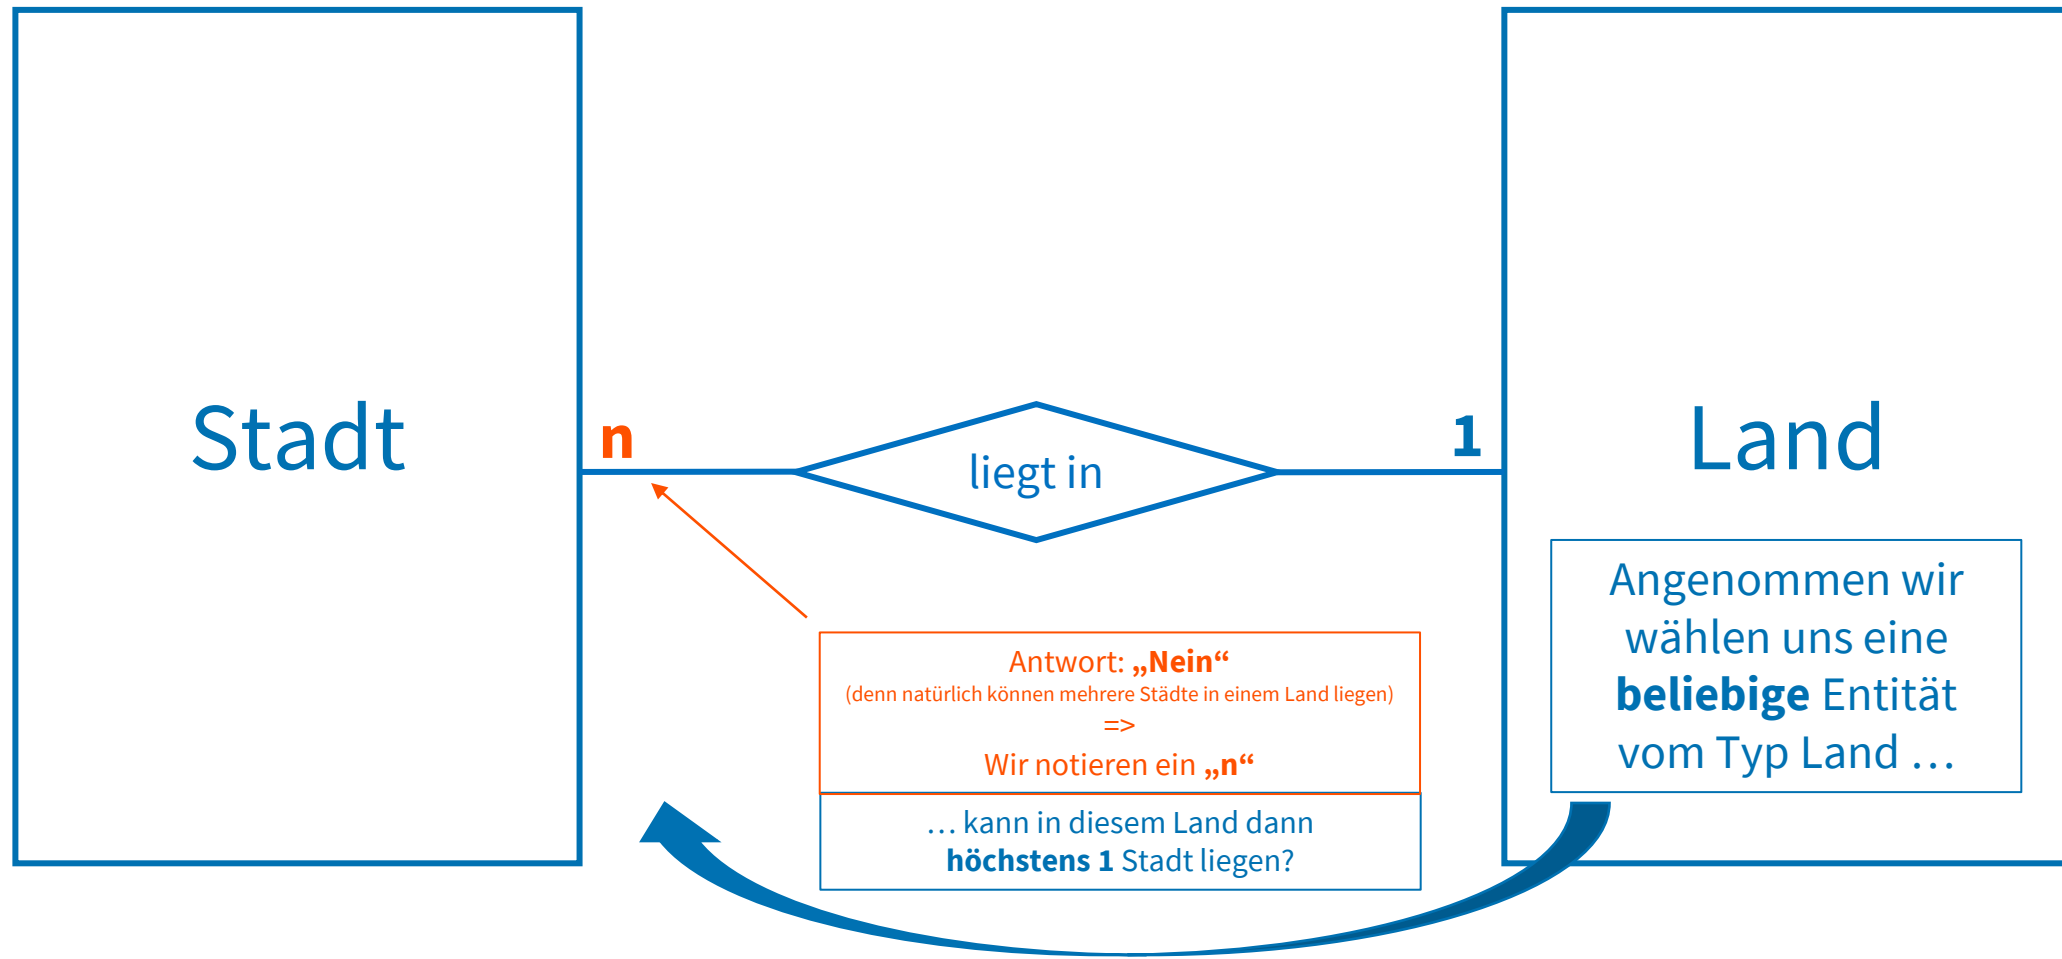 Stadt
n
liegt in
1
Land
Angenommen wir
wählen uns eine
beliebige Entität
vom Typ Land …
Antwort: „Nein“
(denn natürlich können mehrere Städte in einem Land liegen)
=>
Wir notieren ein „n“
… kann in diesem Land dann
höchstens 1 Stadt liegen?